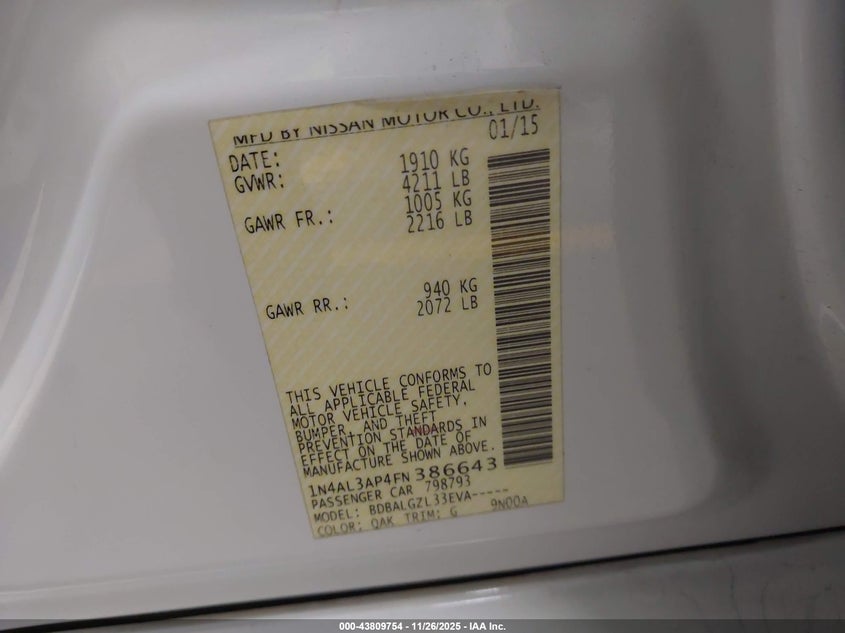 MFD BY NISSAN MOTOR CO., LTD.
DATE: 01/15
GVWR: 1910 KG
4211 LB
GAWR FR.: 1005 KG
2216 LB
GAWR RR.: 940 KG
2072 LB
THIS VEHICLE CONFORMS TO
ALL APPLICABLE FEDERAL
MOTOR VEHICLE SAFETY,
BUMPER, AND THEFT
PREVENTION STANDARDS IN
EFFECT ON THE DATE OF
MANUFACTURE SHOWN ABOVE.
1N4AL3AP4FN386643
PASSENGER CAR 798793
MODEL: BDBALGZL33EVA-----
COLOR: QAK TRIM: G 9N00A
000-43809754 - 11/26/2025 - IAA Inc.